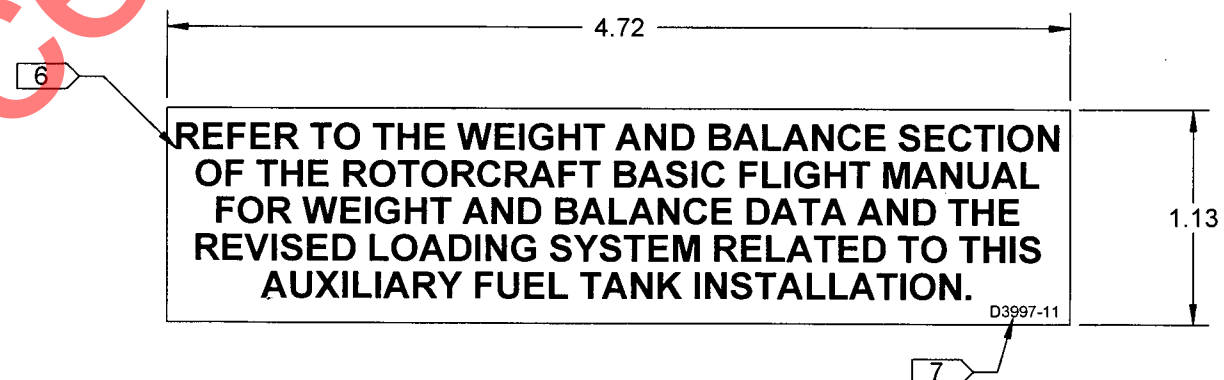 4.72
6
REFER TO THE WEIGHT AND BALANCE SECTION
OF THE ROTORCRAFT BASIC FLIGHT MANUAL
FOR WEIGHT AND BALANCE DATA AND THE
REVISED LOADING SYSTEM RELATED TO THIS
AUXILIARY FUEL TANK INSTALLATION.
1.13
D3997-11
7